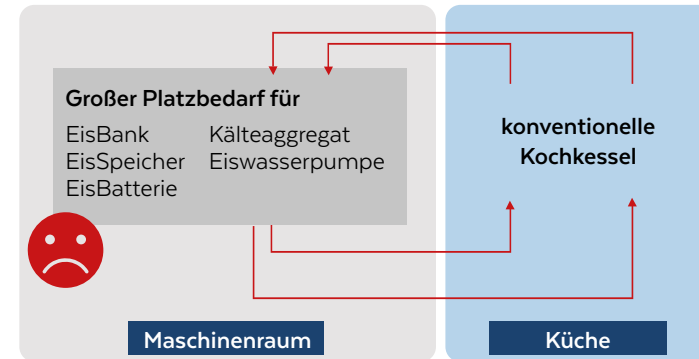 Großer Platzbedarf für
EisBank
EisSpeicher
EisBatterie
Kälteaggregat
Eiswasserpumpe
konventionelle
Kochkessel
Maschinenraum
Küche